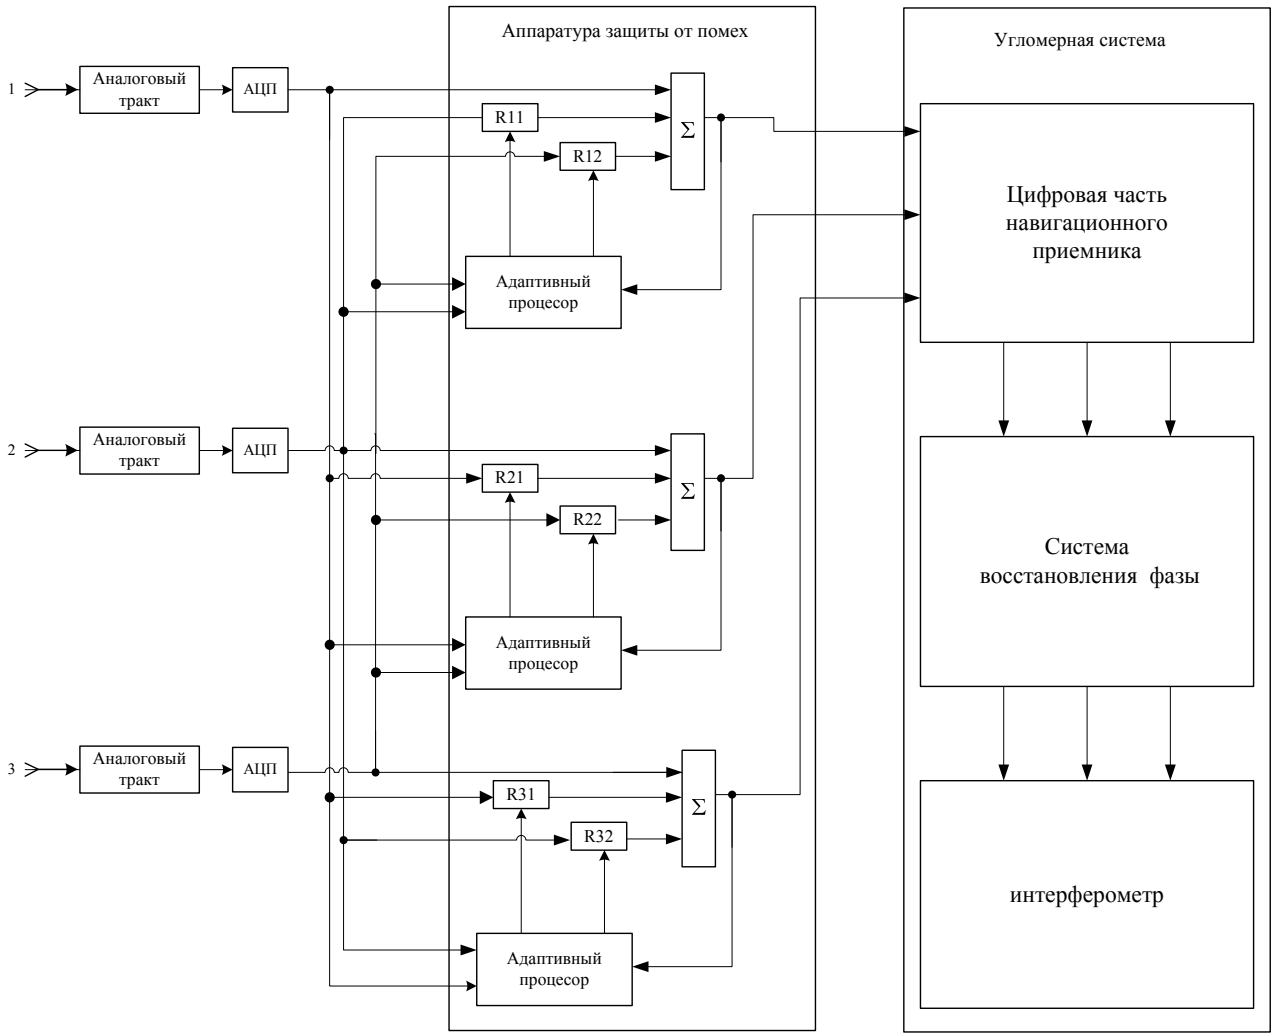 Аппаратура защиты от помех
Угломерная система
1
Аналоговый
тракт
АЦП
R11
R12
Σ
Адаптивный
процесор
Цифровая часть
навигационного
приемника
2
Аналоговый
тракт
АЦП
R21
R22
Σ
Адаптивный
процесор
Система
восстановления фазы
3
Аналоговый
тракт
АЦП
R31
R32
Σ
Адаптивный
процесор
интерферометр